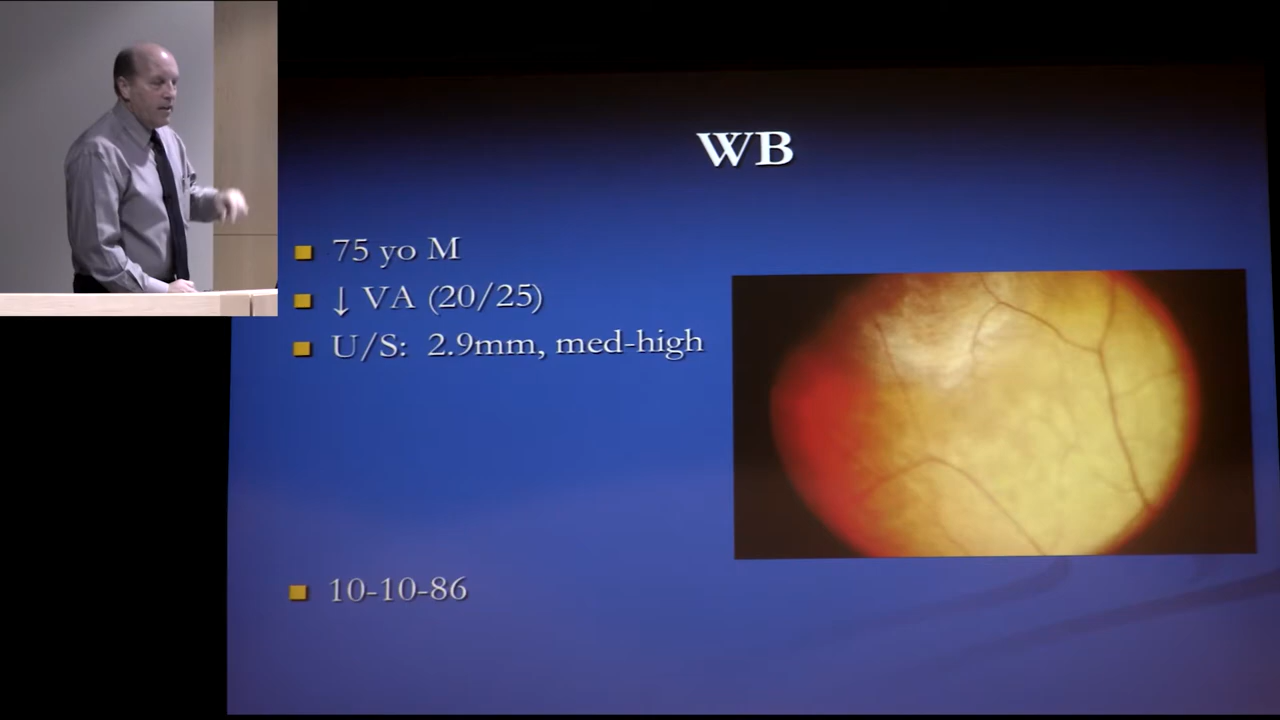 WB
75 yo M
↓ VA (20/25)
U/S: 2.9mm, med-high
10-10-86